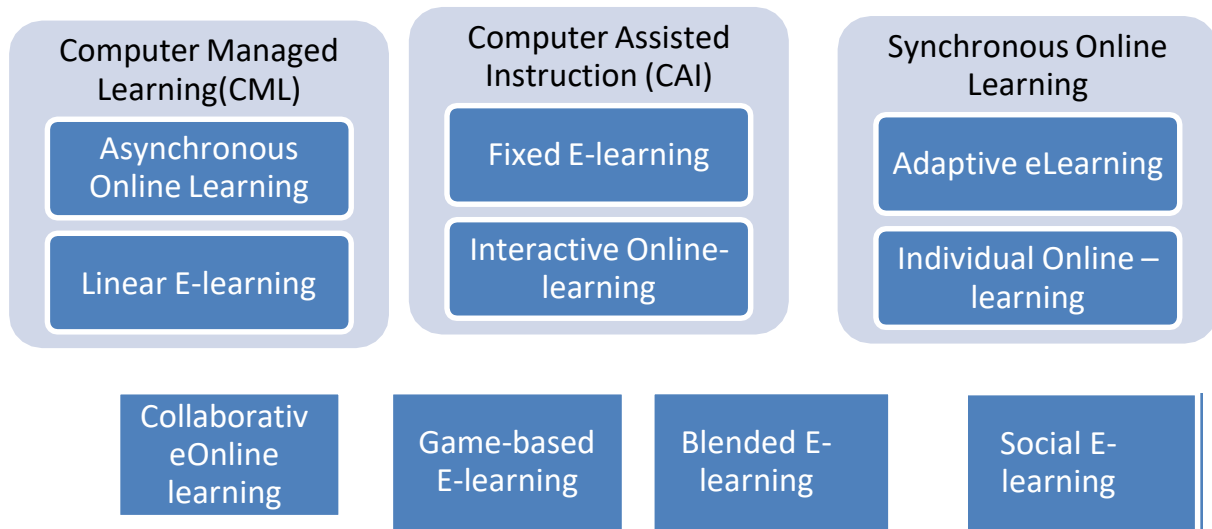 Computer Managed
Learning(CML)
Asynchronous
Online Learning
Linear E-learning
Computer Assisted
Instruction (CAI)
Fixed E-learning
Interactive Online-
learning
Synchronous Online
Learning
Adaptive eLearning
Individual Online –
learning
Collaborativ
eOnline
learning
Game-based
E-learning
Blended E-
learning
Social E-
learning